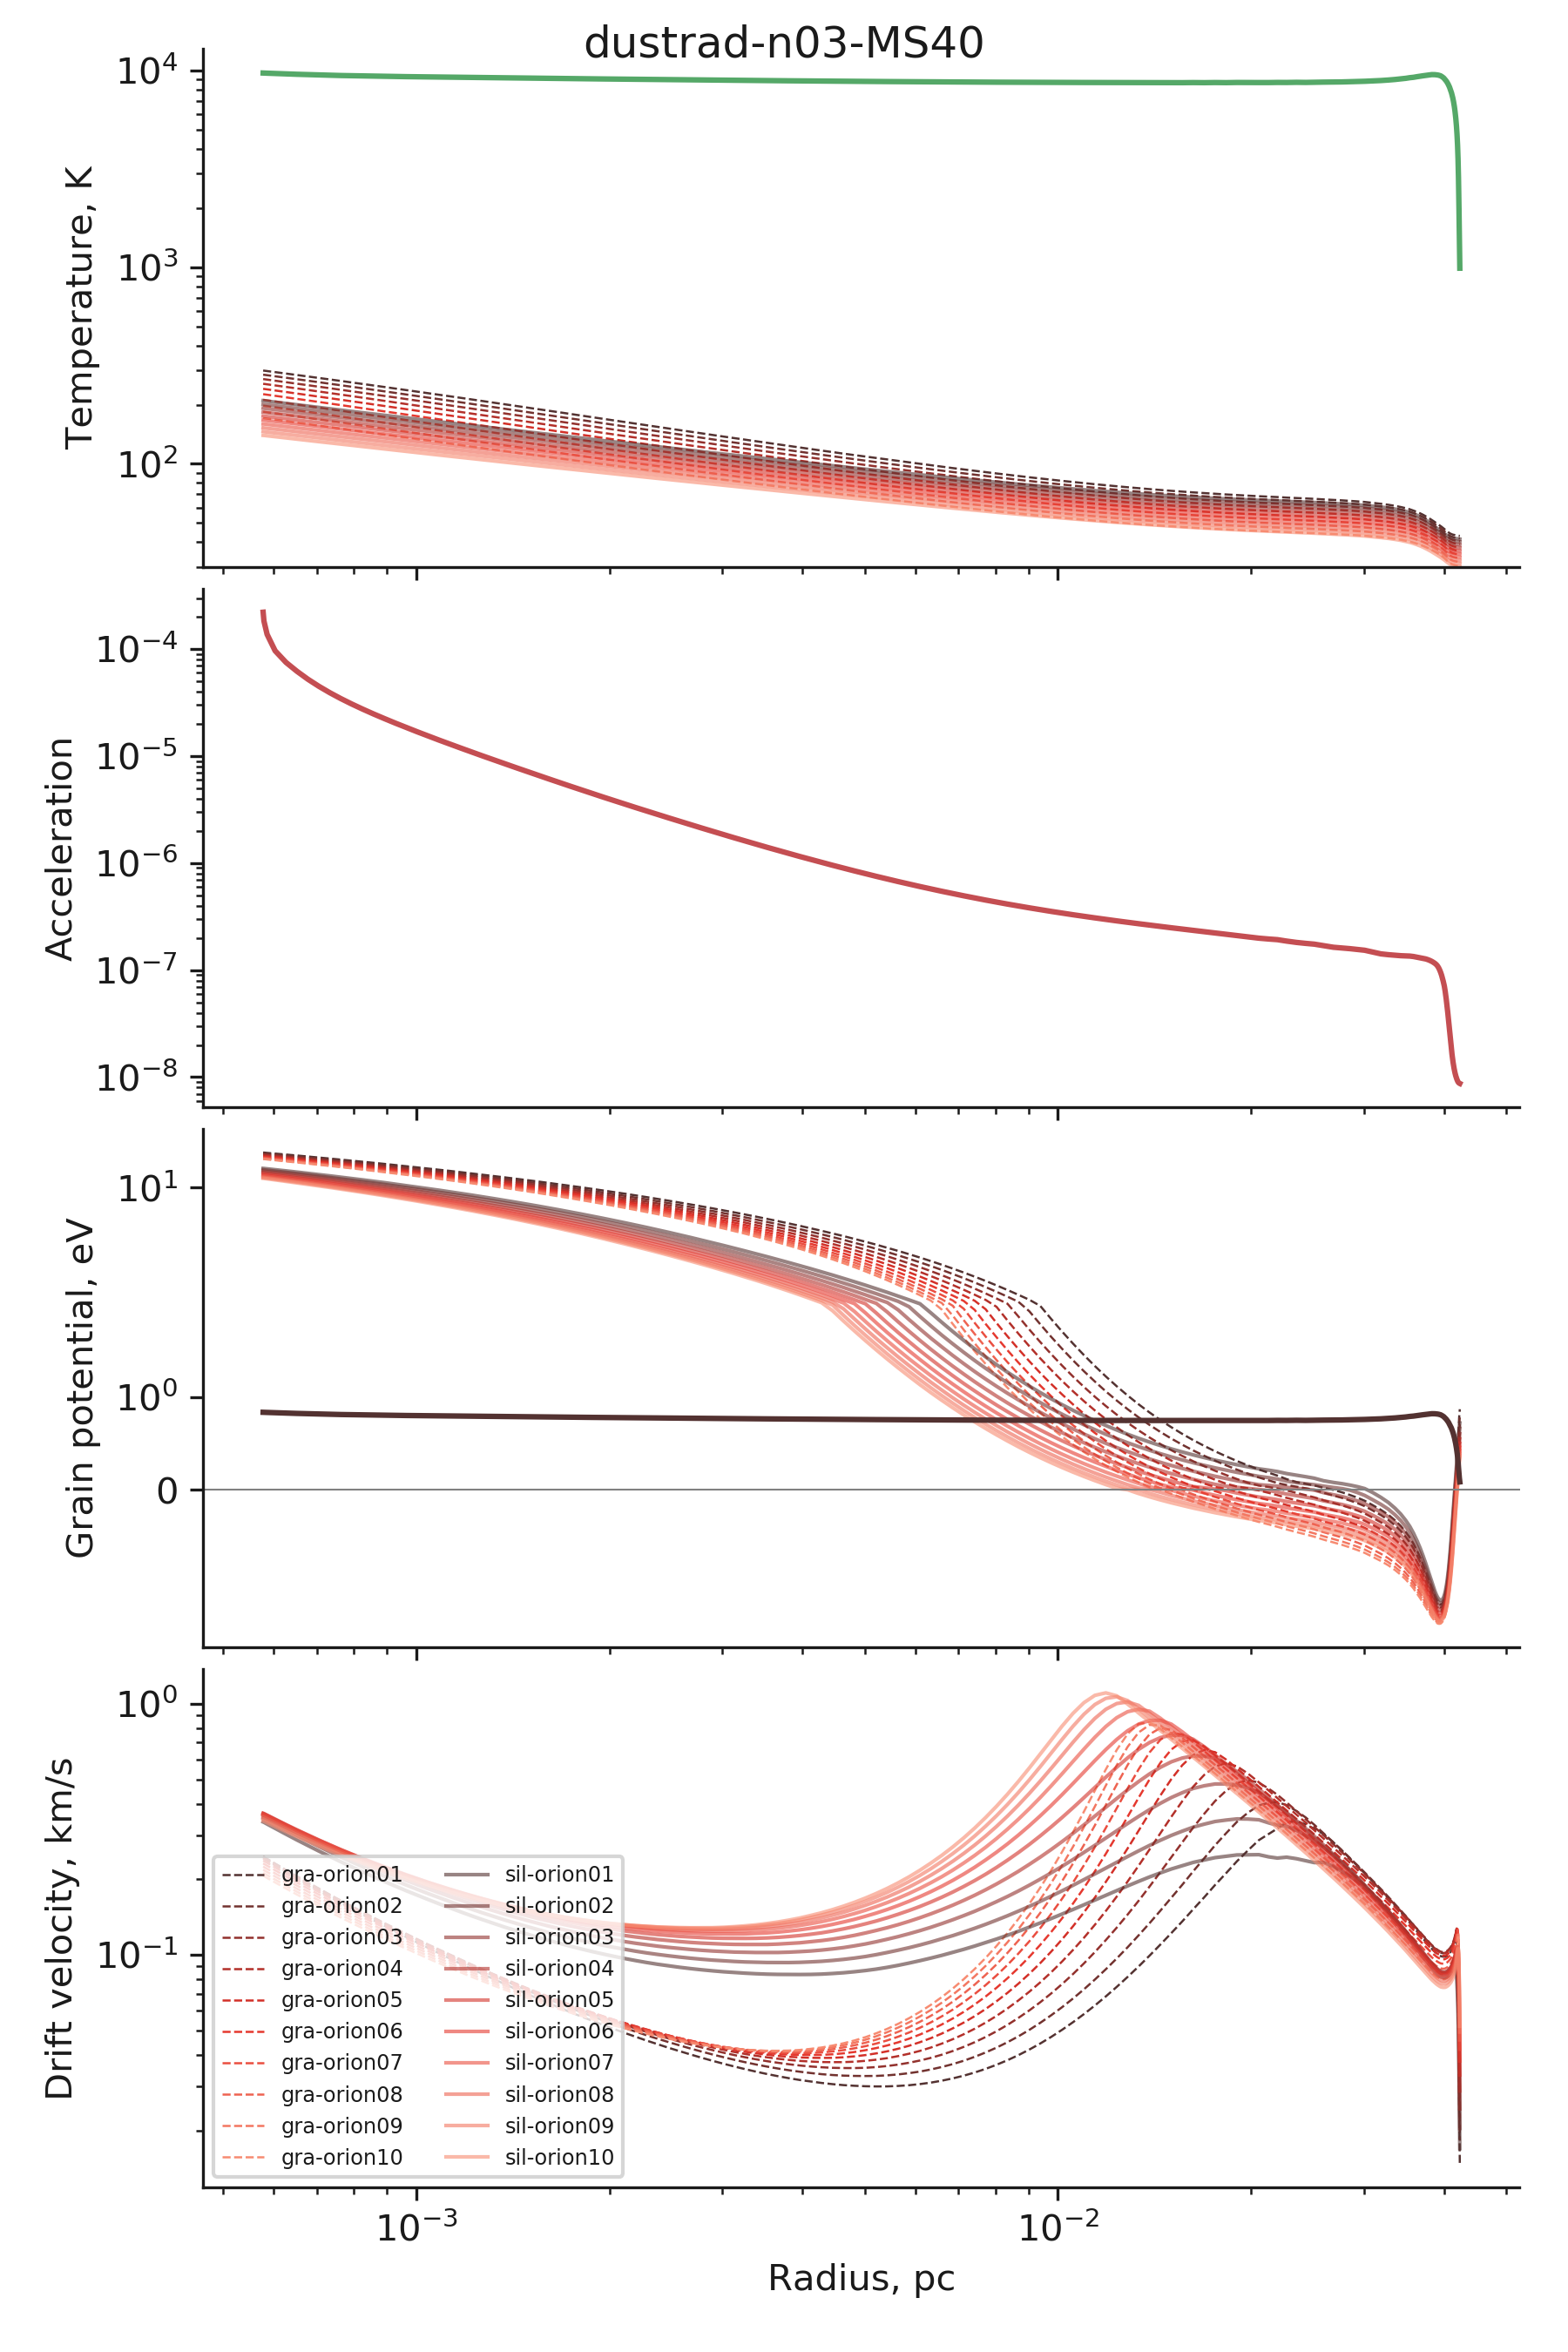 dustrad-n03-MS40
10⁴
10³
10²
Temperature, K
10⁻⁴
10⁻⁵
10⁻⁶
10⁻⁷
10⁻⁸
Acceleration
10¹
10⁰
0
Grain potential, eV
10⁰
10⁻¹
Drift velocity, km/s
gra-orion01
gra-orion02
gra-orion03
gra-orion04
gra-orion05
gra-orion06
gra-orion07
gra-orion08
gra-orion09
gra-orion10
sil-orion01
sil-orion02
sil-orion03
sil-orion04
sil-orion05
sil-orion06
sil-orion07
sil-orion08
sil-orion09
sil-orion10
10⁻³ 10⁻²
Radius, pc